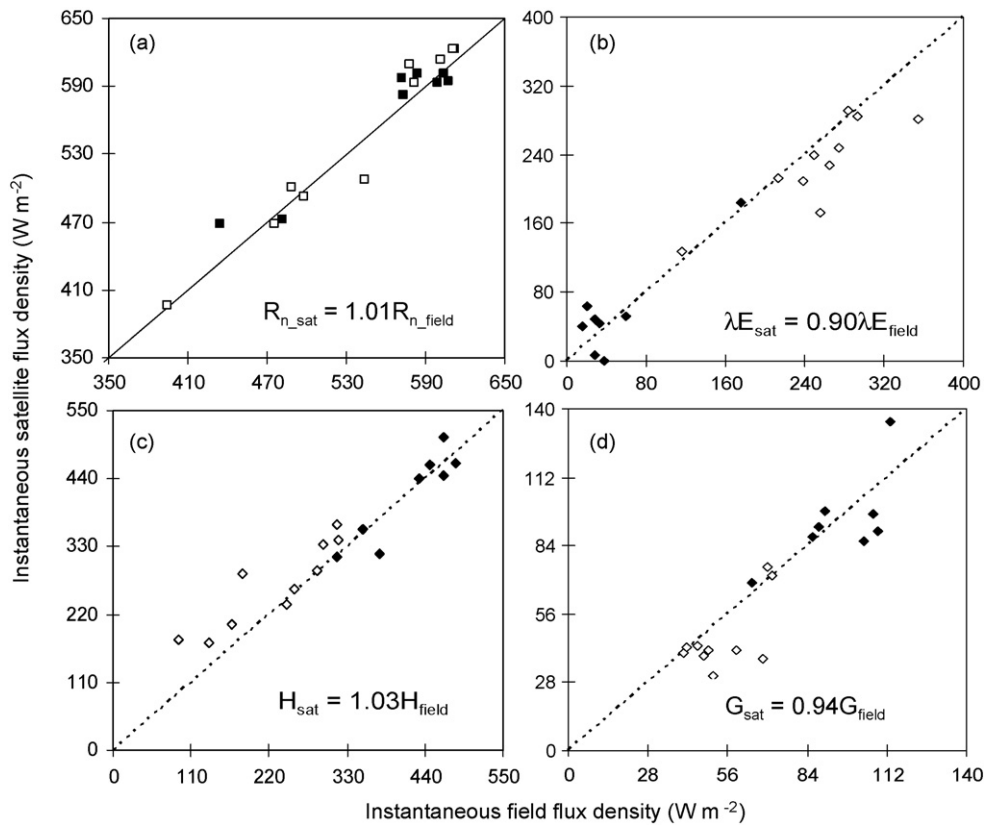 Instantaneous satellite flux density (W m⁻²)
(a)
650
590
530
470
410
350
350 410 470 530 590 650
R_n_sat = 1.01R_n_field
(b)
400
320
240
160
80
0
0 80 160 240 320 400
λE_sat = 0.90λE_field
(c)
550
440
330
220
110
0
0 110 220 330 440 550
H_sat = 1.03H_field
(d)
140
112
84
56
28
0
0 28 56 84 112 140
G_sat = 0.94G_field
Instantaneous field flux density (W m⁻²)